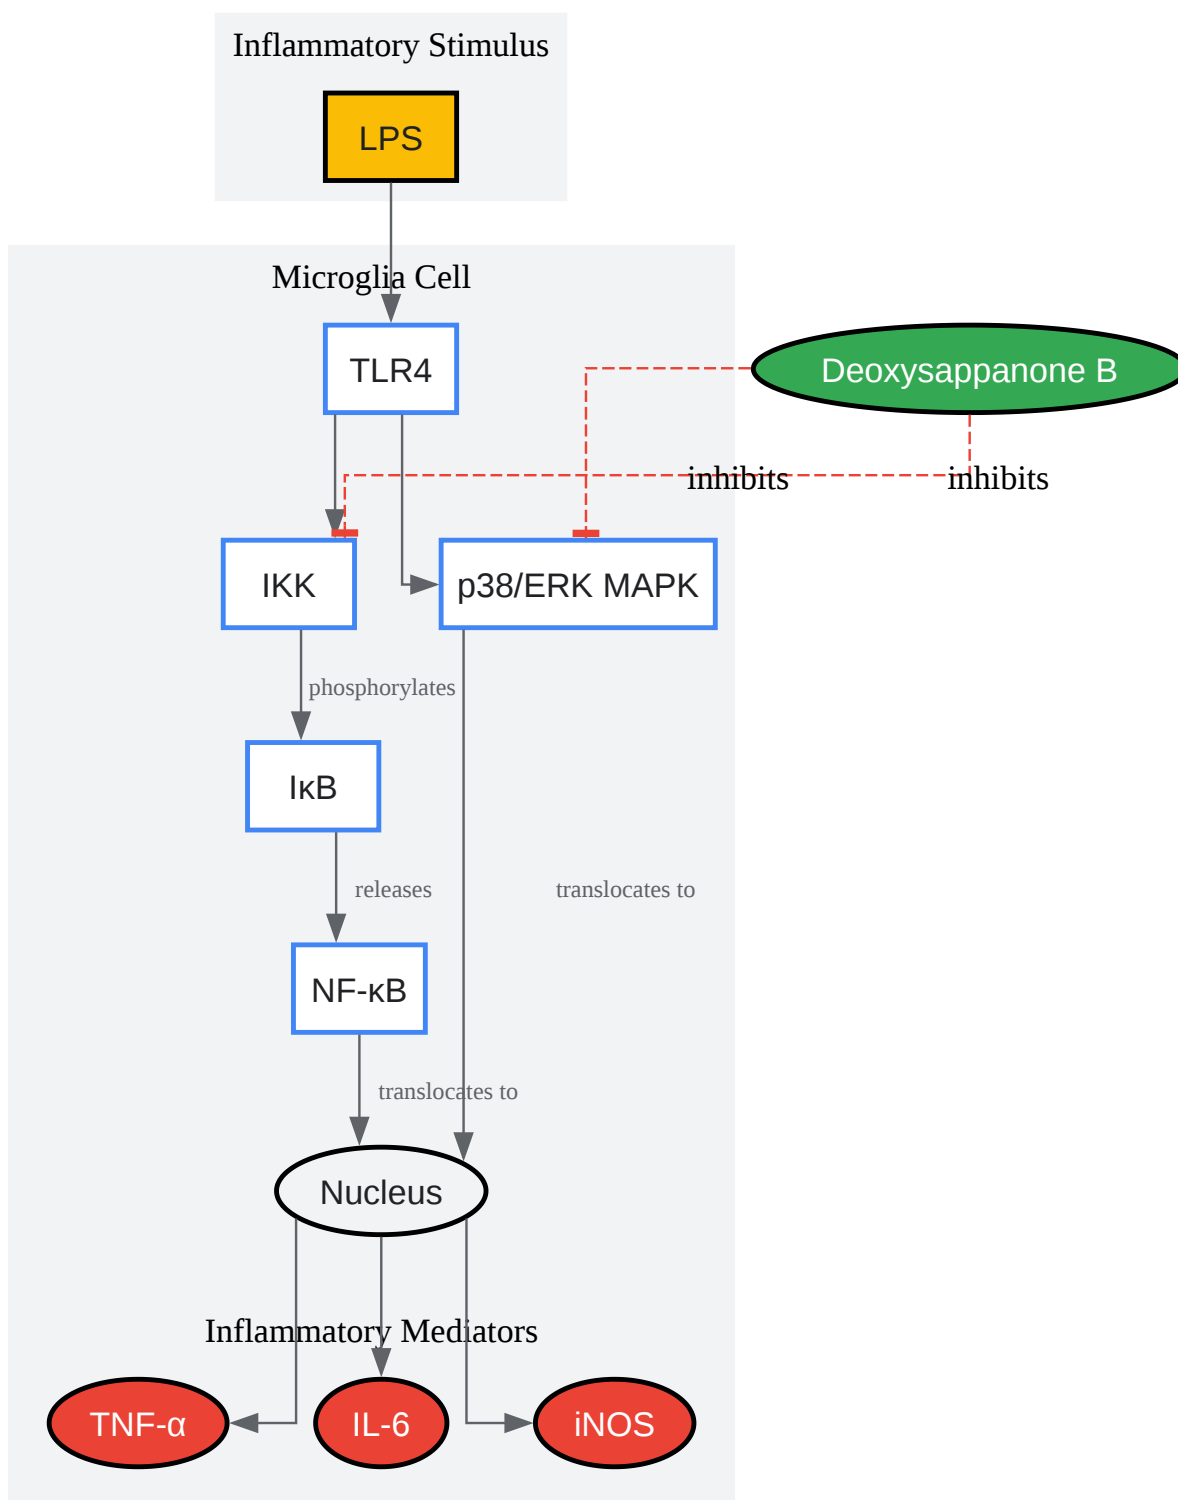 Inflammatory Stimulus
LPS
Microglia Cell
TLR4
Deoxysappanone B
inhibits
inhibits
IKK
p38/ERK MAPK
phosphorylates
IκB
releases
translocates to
NF-κB
translocates to
Nucleus
Inflammatory Mediators
TNF-α
IL-6
iNOS